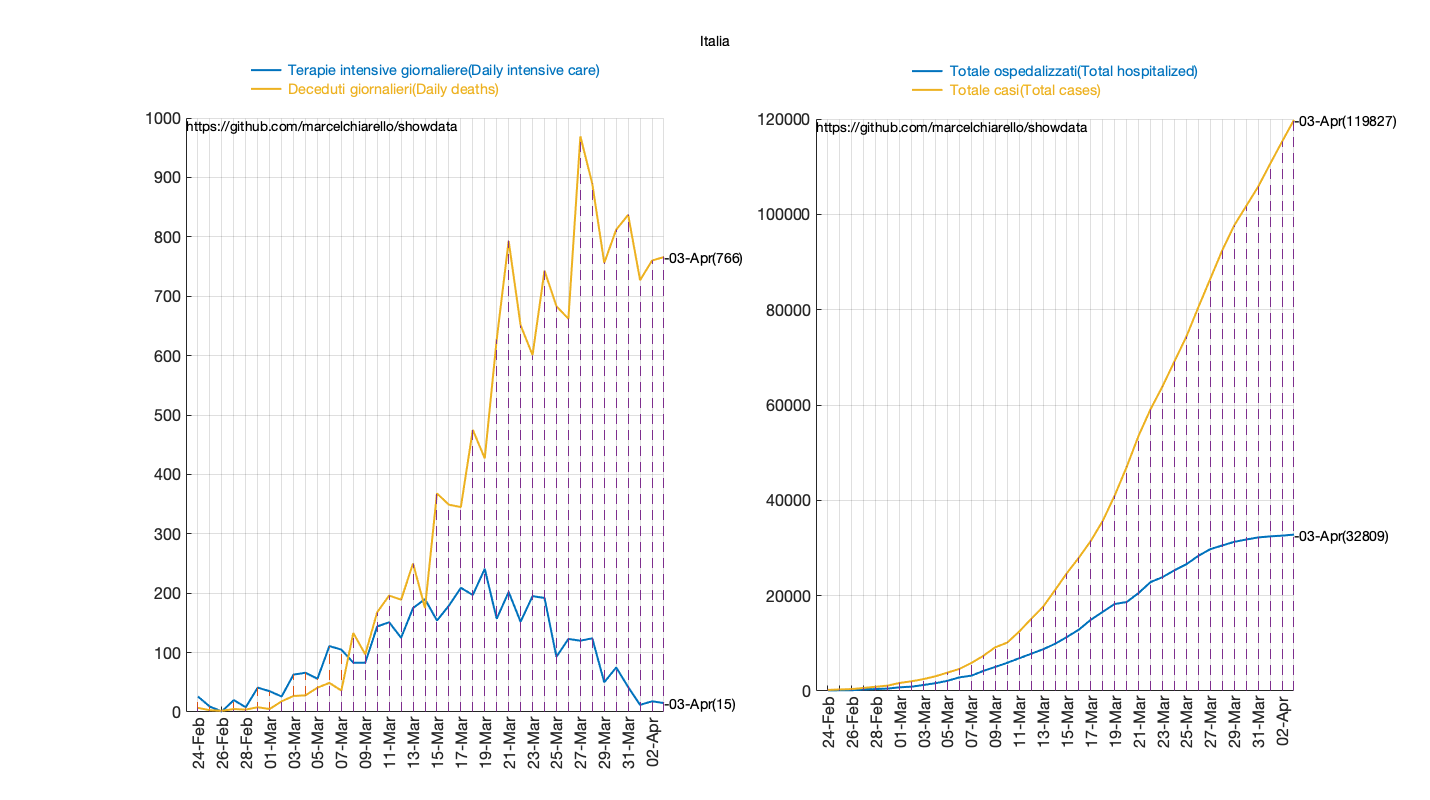 Italia
Terapie intensive giornaliere(Daily intensive care)
Deceduti giornalieri(Daily deaths)
1000
900
800
700
600
500
400
300
200
100
0
https://github.com/marcelchiarello/showdata
-03-Apr(766)
-03-Apr(15)
24-Feb
26-Feb
28-Feb
01-Mar
03-Mar
05-Mar
07-Mar
09-Mar
11-Mar
13-Mar
15-Mar
17-Mar
19-Mar
21-Mar
23-Mar
25-Mar
27-Mar
29-Mar
31-Mar
02-Apr
Totale ospedalizzati(Total hospitalized)
Totale casi(Total cases)
120000
100000
80000
60000
40000
20000
0
https://github.com/marcelchiarello/showdata
-03-Apr(119827)
-03-Apr(32809)
24-Feb
26-Feb
28-Feb
01-Mar
03-Mar
05-Mar
07-Mar
09-Mar
11-Mar
13-Mar
15-Mar
17-Mar
19-Mar
21-Mar
23-Mar
25-Mar
27-Mar
29-Mar
31-Mar
02-Apr